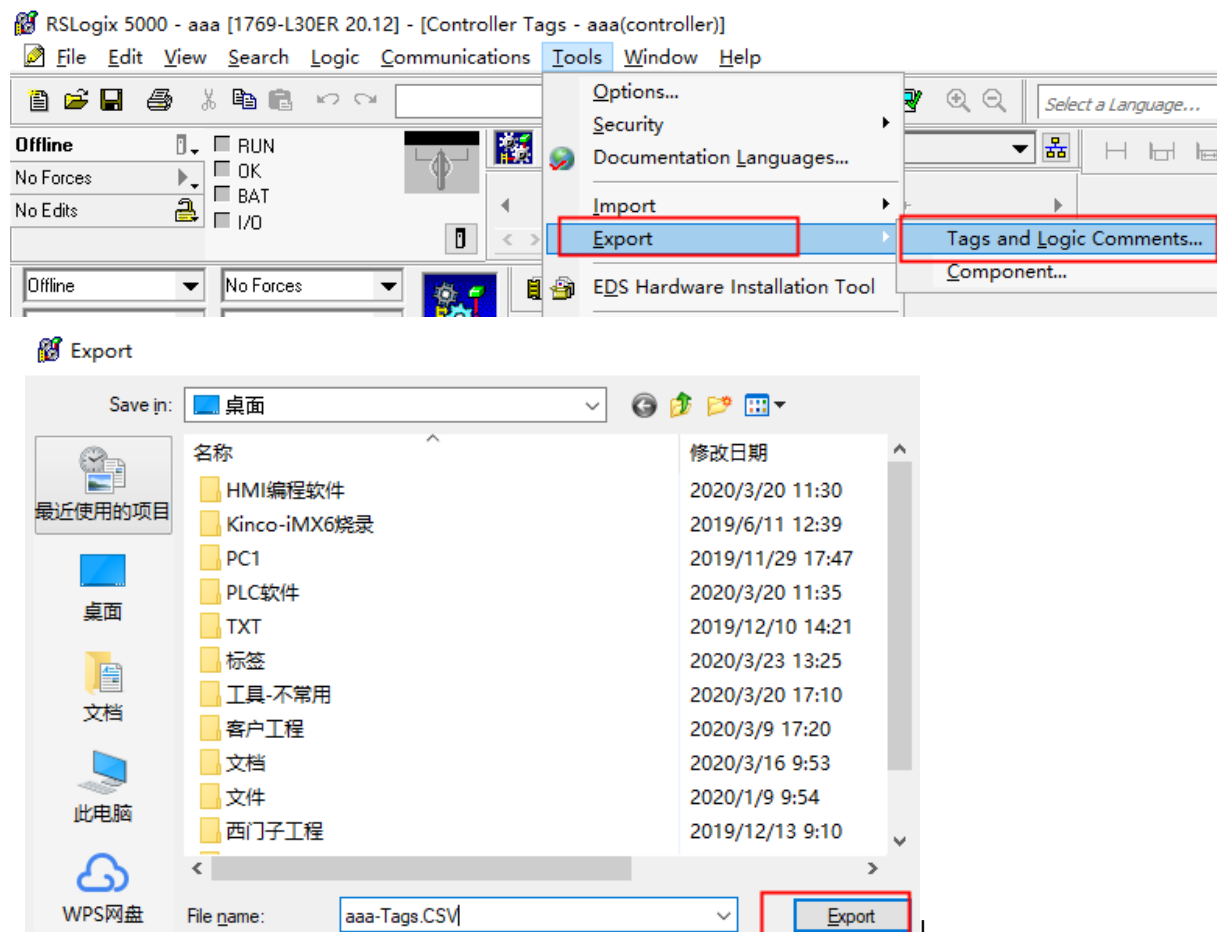 RSLogix 5000 - aaa [1769-L30ER 20.12] - [Controller Tags - aaa(controller)]
File Edit View Search Logic Communications Tools Window Help
Options...
Select a Language...
Security
Offline RUN
Documentation Languages...
No Forces OK
BAT
No Edits
I/O
Import
Export
Tags and Logic Comments...
Component...
Offline No Forces
EDS Hardware Installation Tool
Export
Save in: 桌面
名称 修改日期
HMI编程软件 2020/3/20 11:30
最近使用的项目
Kinco-iMX6烧录 2019/6/11 12:39
PC1 2019/11/29 17:47
PLC软件 2020/3/20 11:35
桌面
TXT 2019/12/10 14:21
标签 2020/3/23 13:25
工具-不常用 2020/3/20 17:10
文档
客户工程 2020/3/9 17:20
文档 2020/3/16 9:53
文件 2020/1/9 9:54
此电脑
西门子工程 2019/12/13 9:10
WPS网盘
File name: aaa-Tags.CSV Export